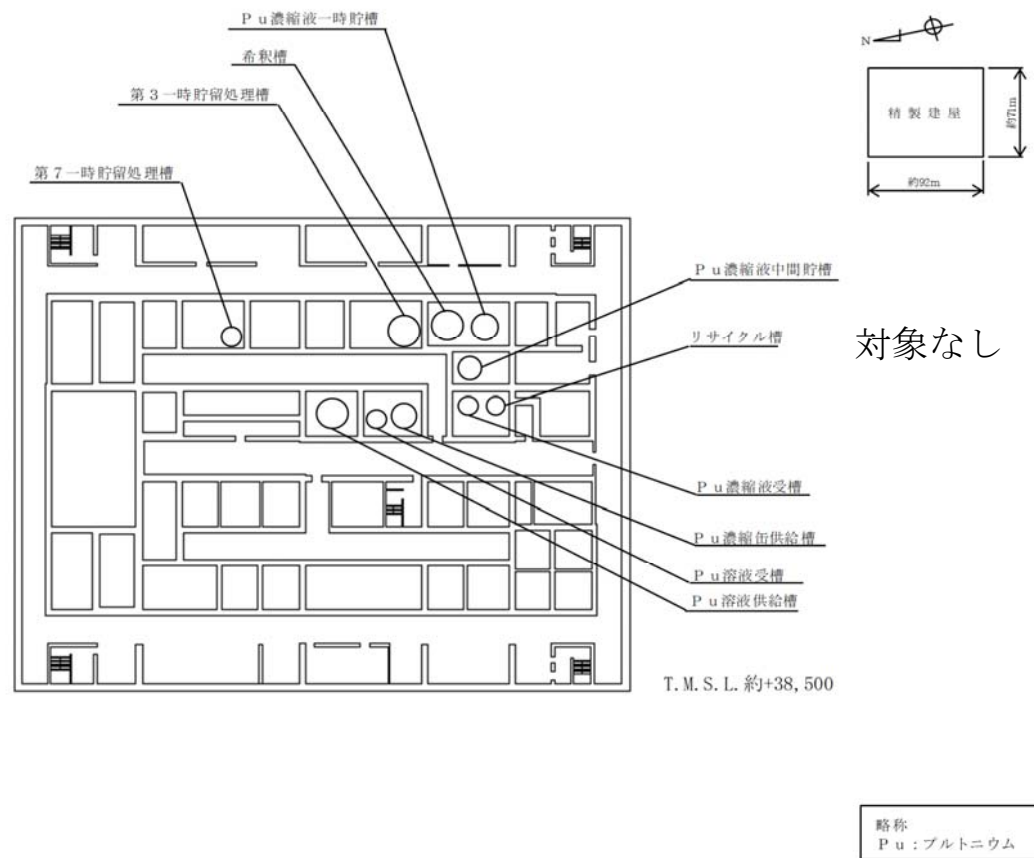 Ｐｕ濃縮液一時貯槽
希釈槽
第３一時貯留処理槽
第７一時貯留処理槽
N
精製建屋
約71m
約92m
Ｐｕ濃縮液中間貯槽
リサイクル槽
対象なし
Ｐｕ濃縮液受槽
Ｐｕ濃縮缶供給槽
Ｐｕ溶液受槽
Ｐｕ溶液供給槽
T.M.S.L.約+38,500
略称
Ｐｕ：プルトニウム